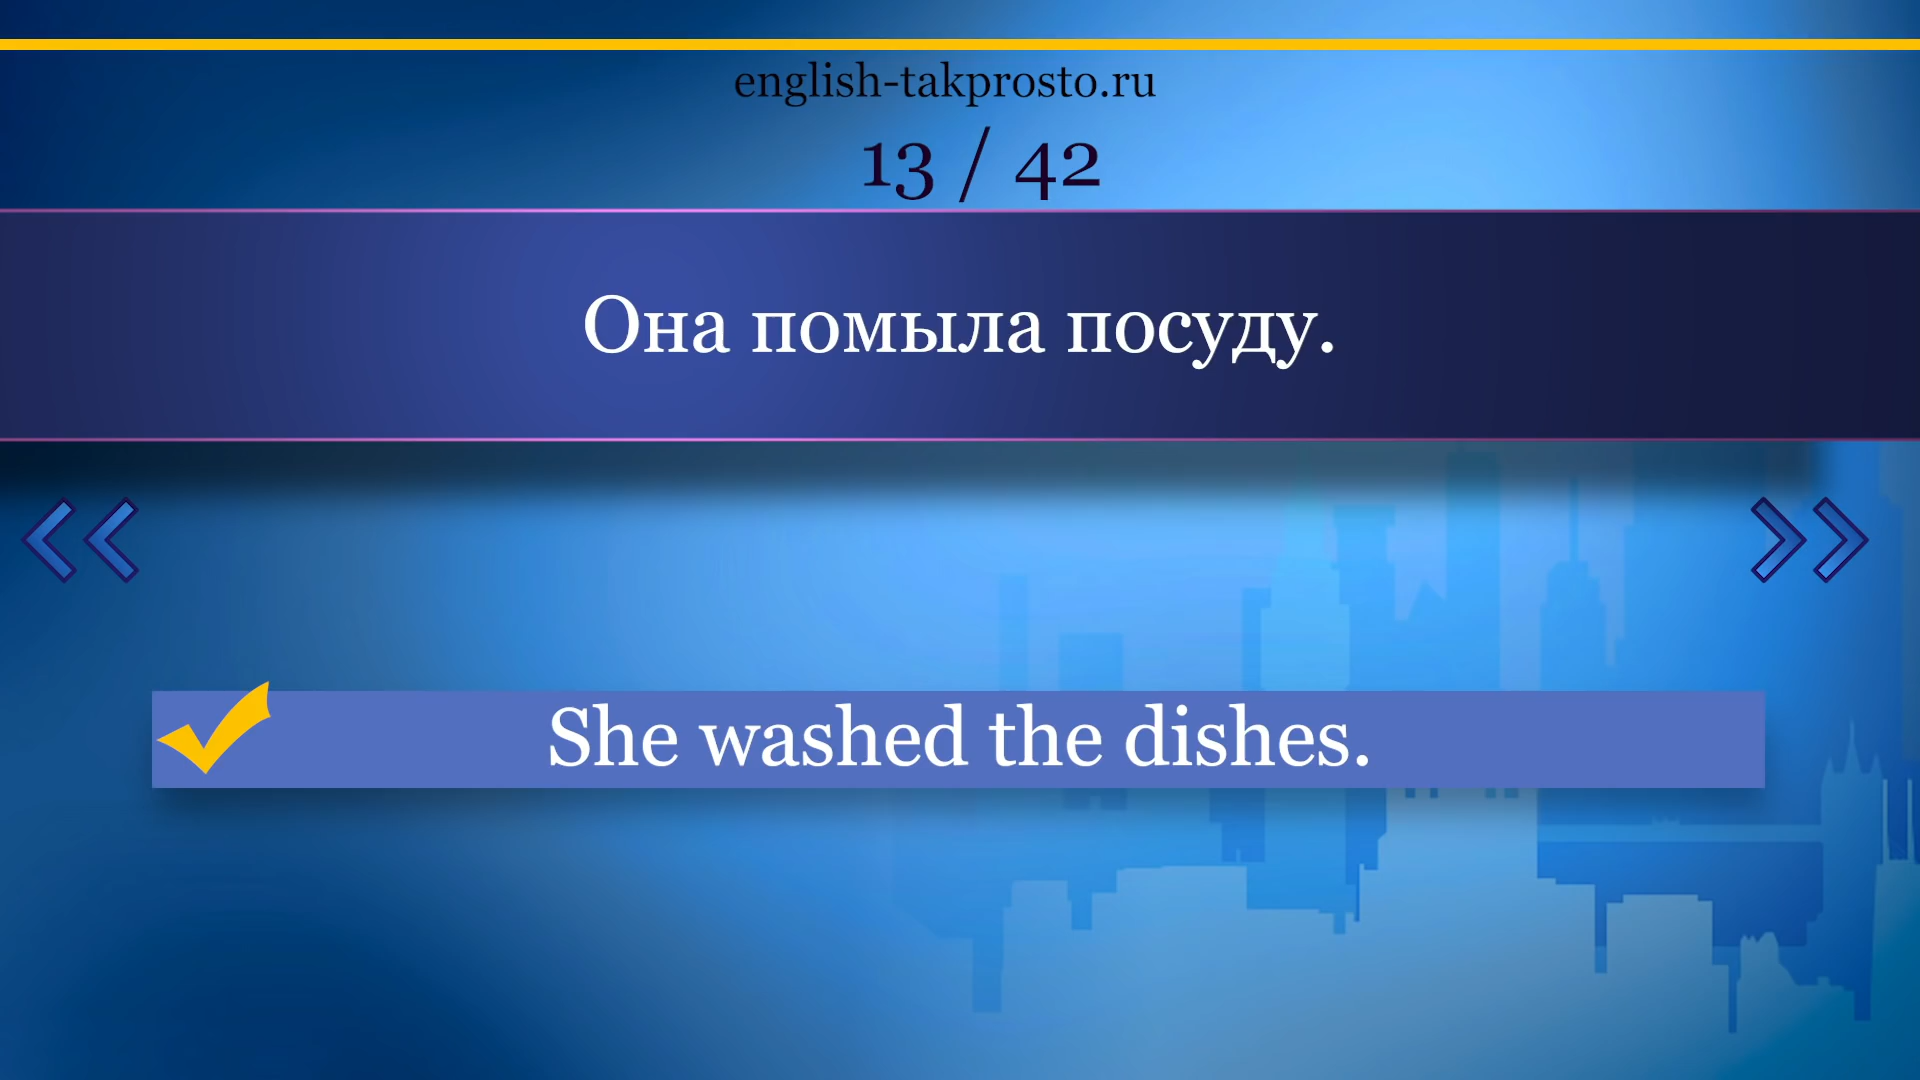 english-takprosto.ru
13 / 42
Она помыла посуду.
She washed the dishes.